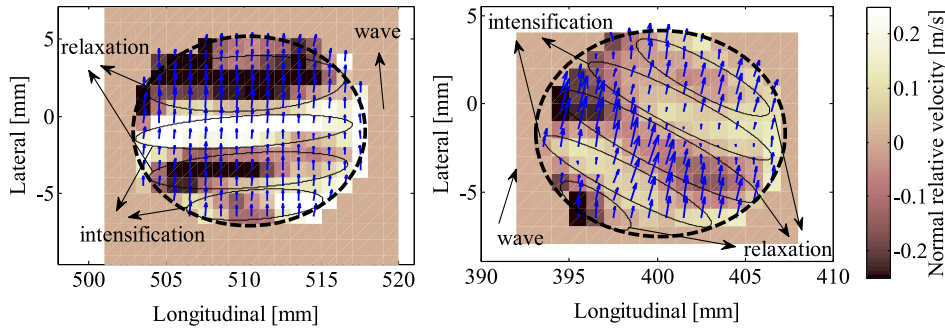 relaxation
wave
intensification
Lateral [mm]
5
0
-5
500
505
510
515
520
Longitudinal [mm]
intensification
wave
relaxation
Lateral [mm]
5
0
-5
390
395
400
405
410
Longitudinal [mm]
0.2
0.1
0
-0.1
-0.2
Normal relative velocity [m/s]